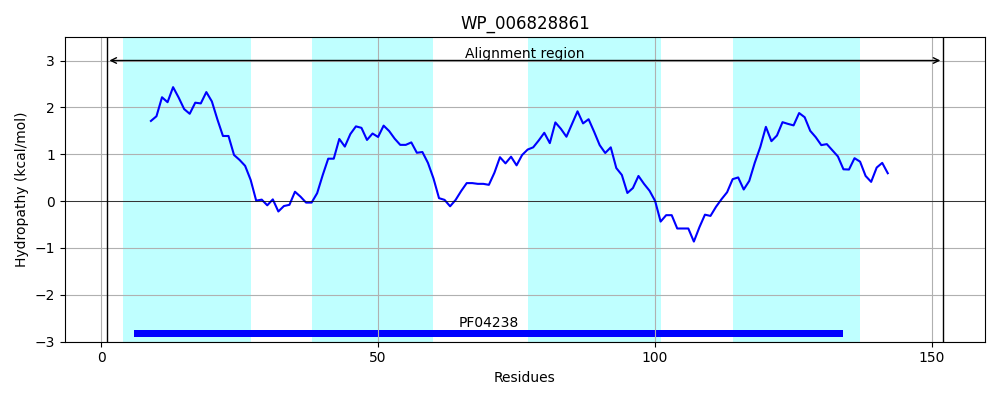 WP_006828861
Alignment region
Hydropathy (kcal/mol)
3
2
1
0
−1
−2
−3
PF04238
0
50
100
150
Residues